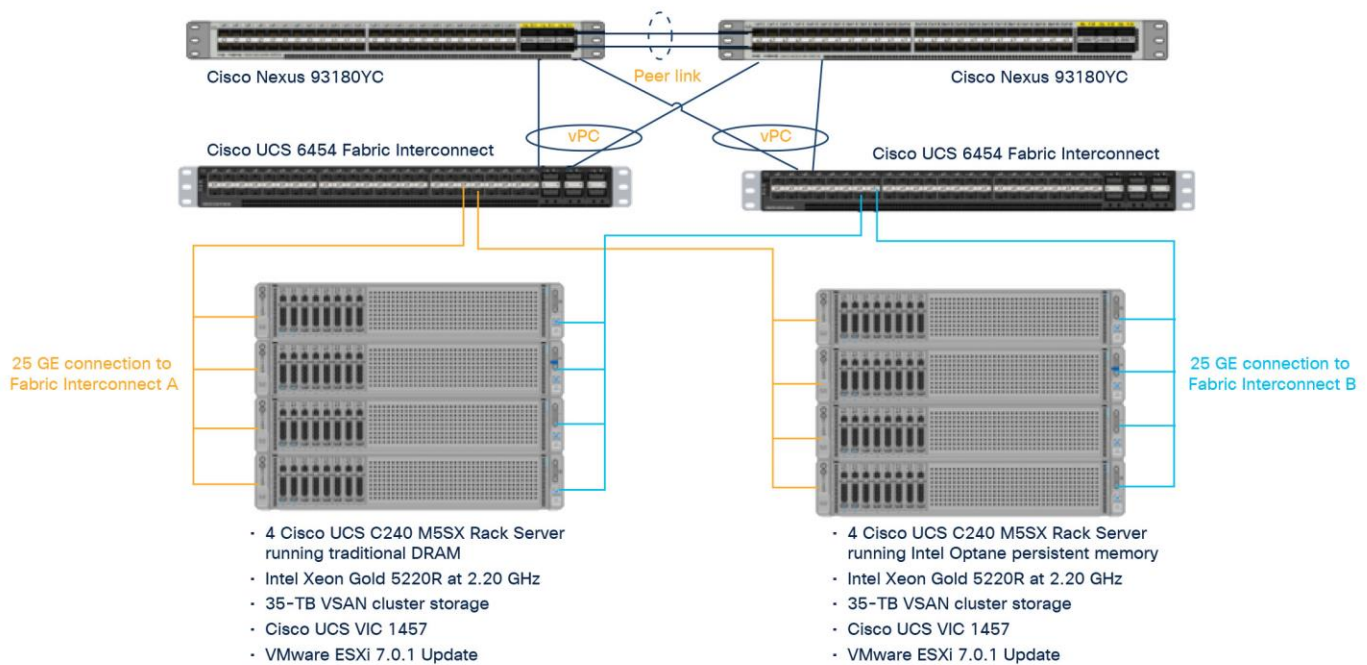 Cisco Nexus 93180YC
Peer link
Cisco Nexus 93180YC
vPC
vPC
Cisco UCS 6454 Fabric Interconnect
Cisco UCS 6454 Fabric Interconnect
25 GE connection to
Fabric Interconnect A
25 GE connection to
Fabric Interconnect B
· 4 Cisco UCS C240 M5SX Rack Server
running traditional DRAM
· Intel Xeon Gold 5220R at 2.20 GHz
· 35-TB VSAN cluster storage
· Cisco UCS VIC 1457
· VMware ESXi 7.0.1 Update
· 4 Cisco UCS C240 M5SX Rack Server
running Intel Optane persistent memory
· Intel Xeon Gold 5220R at 2.20 GHz
· 35-TB VSAN cluster storage
· Cisco UCS VIC 1457
· VMware ESXi 7.0.1 Update